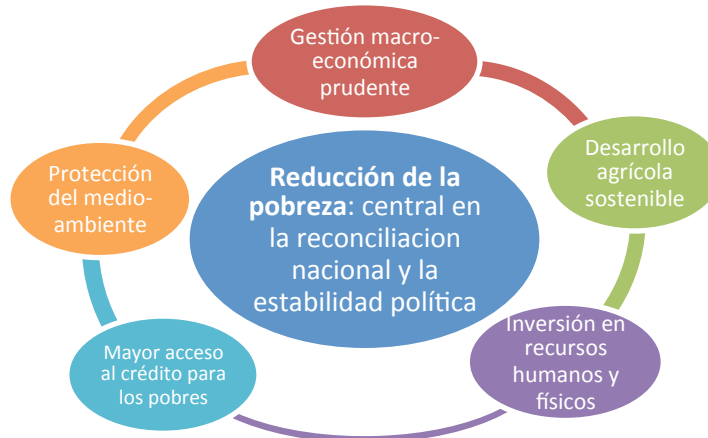 Gestión macro-
económica
prudente
Desarrollo
agrícola
sostenible
Inversión en
recursos
humanos y
físicos
Mayor acceso
al crédito para
los pobres
Protección
del medio-
ambiente
Reducción de la
pobreza: central en
la reconciliacion
nacional y la
estabilidad política